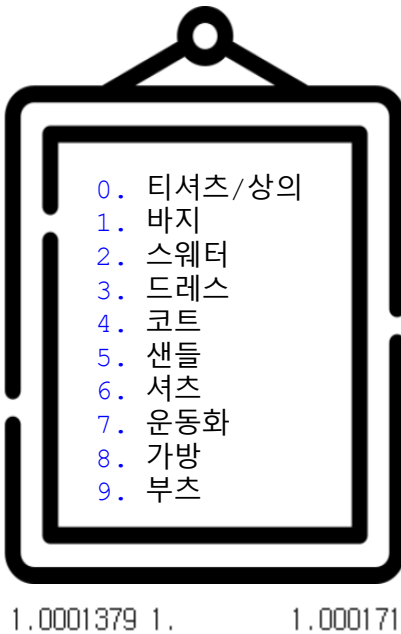 0. 티셔츠/상의
1. 바지
2. 스웨터
3. 드레스
4. 코트
5. 샌들
6. 셔츠
7. 운동화
8. 가방
9. 부츠
1.0001379 1. 1.000171